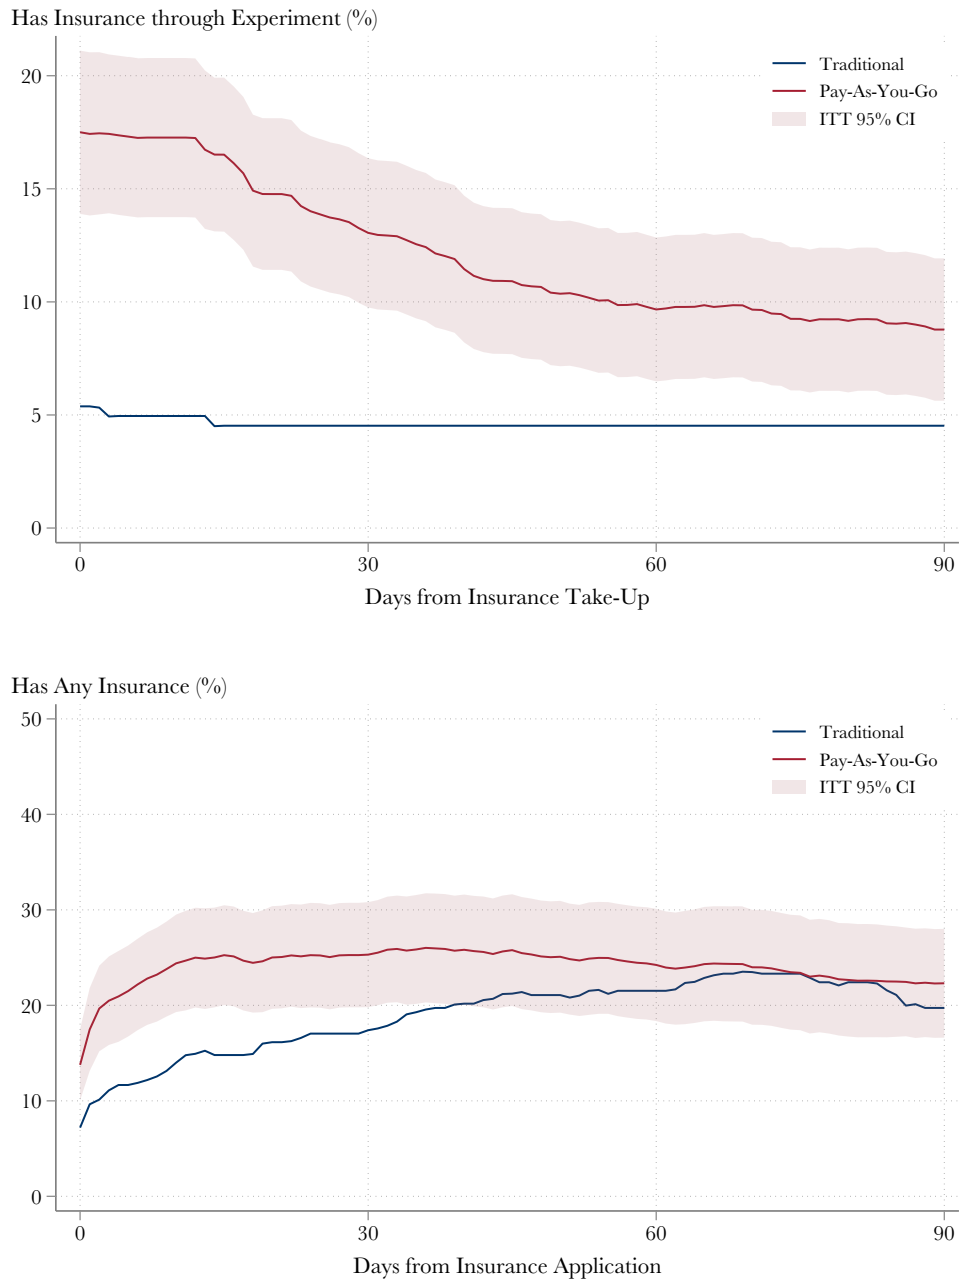 Has Insurance through Experiment (%)
20
15
10
5
0
Traditional
Pay-As-You-Go
ITT 95% CI
0 30 60 90
Days from Insurance Take-Up
Has Any Insurance (%)
50
40
30
20
10
0
Traditional
Pay-As-You-Go
ITT 95% CI
0 30 60 90
Days from Insurance Application